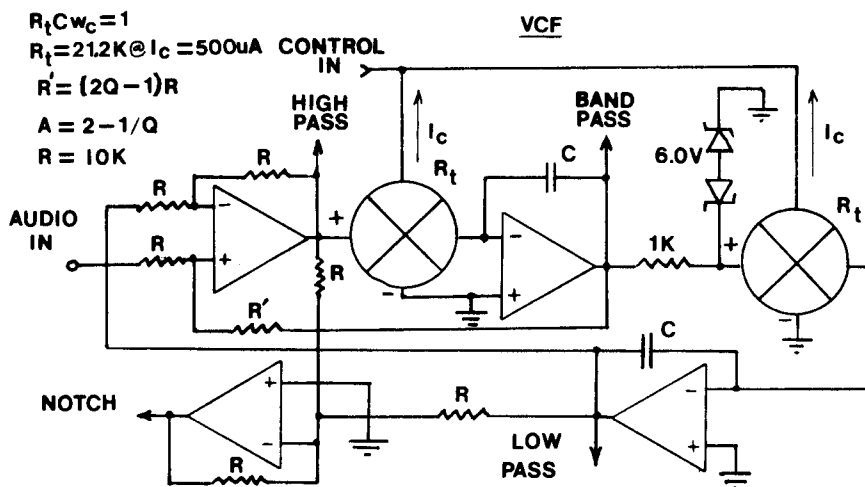 RtCwc=1
Rt=21.2K@Ic=500uA
R'=(2Q-1)R
A=2-1/Q
R=10K
VCF
CONTROL
IN
HIGH
PASS
BAND
PASS
Ic
Ic
6.0V
Rt
Rt
C
R
R
AUDIO
IN
R
R
R'
1K
+
-
-
+
-
+
+
-
-
+
C
NOTCH
+
-
R
R
LOW
PASS
-
+